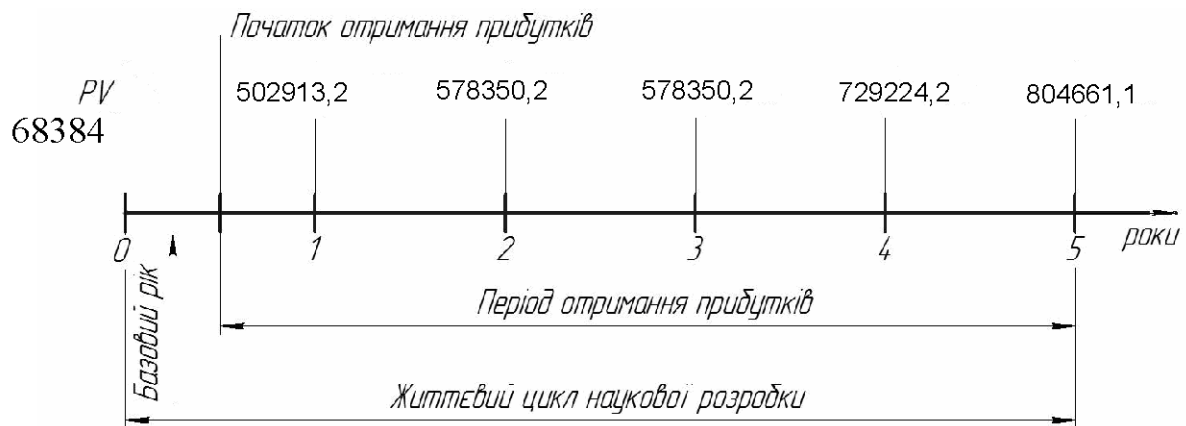 Початок отримання прибутків
PV 502913,2 578350,2 578350,2 729224,2 804661,1
68384
0 1 2 3 4 5 роки
Базовий рік
Період отримання прибутків
Життєвий цикл наукової розробки